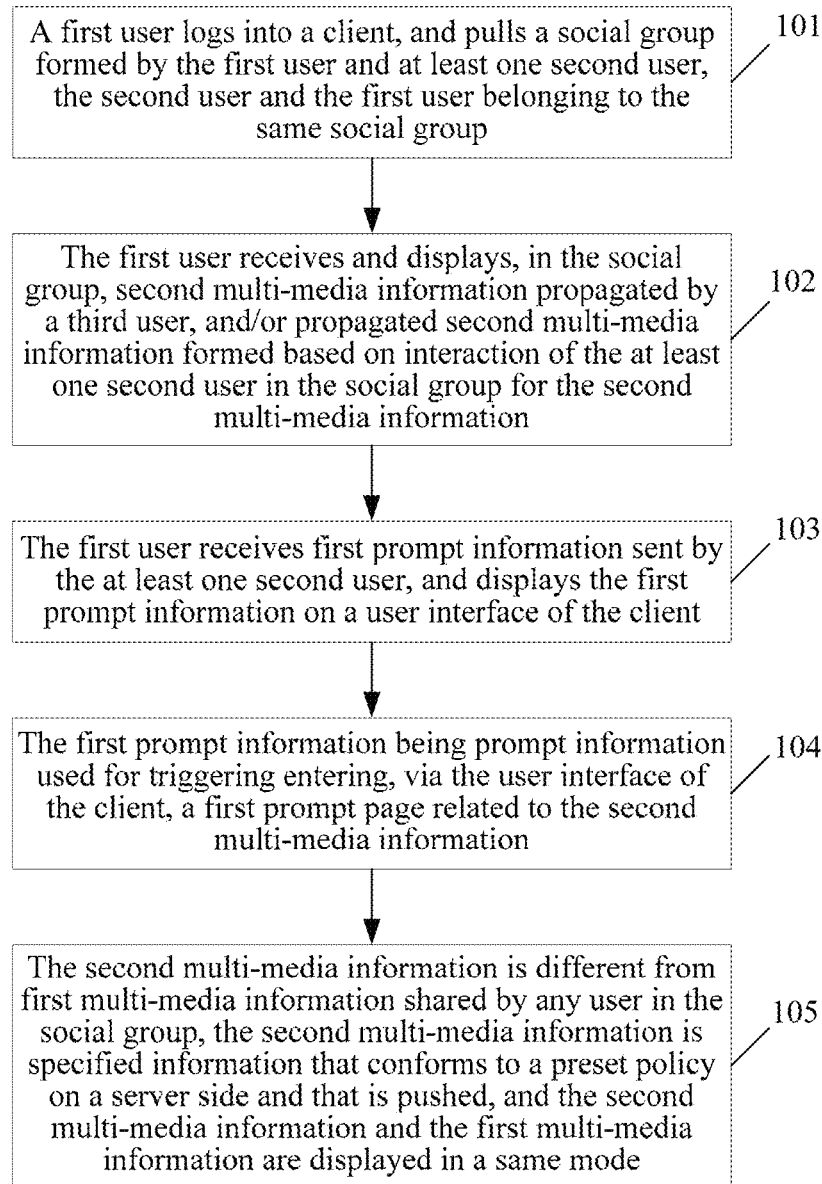 A first user logs into a client, and pulls a social group
formed by the first user and at least one second user,
the second user and the first user belonging to the
same social group
101
The first user receives and displays, in the social
group, second multi-media information propagated by
a third user, and/or propagated second multi-media
information formed based on interaction of the at least
one second user in the social group for the second
multi-media information
102
The first user receives first prompt information sent by
the at least one second user, and displays the first
prompt information on a user interface of the client
103
The first prompt information being prompt information
used for triggering entering, via the user interface of
the client, a first prompt page related to the second
multi-media information
104
The second multi-media information is different from
first multi-media information shared by any user in the
social group, the second multi-media information is
specified information that conforms to a preset policy
on a server side and that is pushed, and the second
multi-media information and the first multi-media
information are displayed in a same mode
105